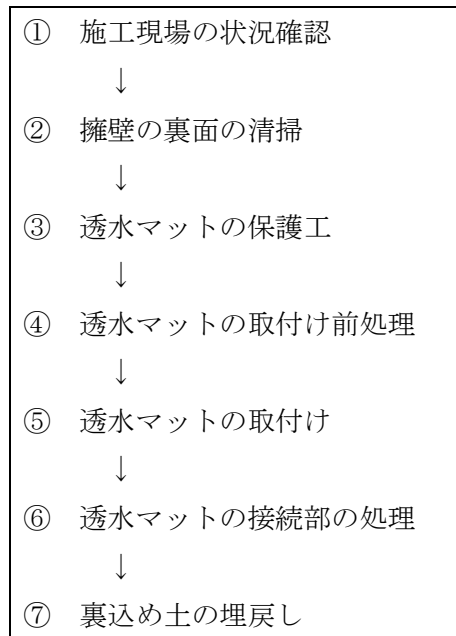 ① 施工現場の状況確認
↓
② 擁壁の裏面の清掃
↓
③ 透水マットの保護工
↓
④ 透水マットの取付け前処理
↓
⑤ 透水マットの取付け
↓
⑥ 透水マットの接続部の処理
↓
⑦ 裏込め土の埋戻し